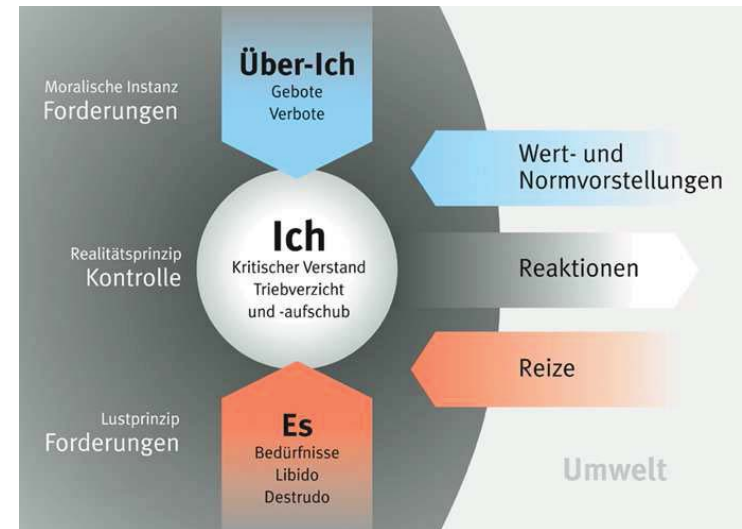 Moralische Instanz
Forderungen
Über-Ich
Gebote
Verbote
Wert- und
Normvorstellungen
Realitätsprinzip
Kontrolle
Ich
Kritischer Verstand
Triebverzicht
und -aufschub
Reaktionen
Reize
Lustprinzip
Forderungen
Es
Bedürfnisse
Libido
Destrudo
Umwelt